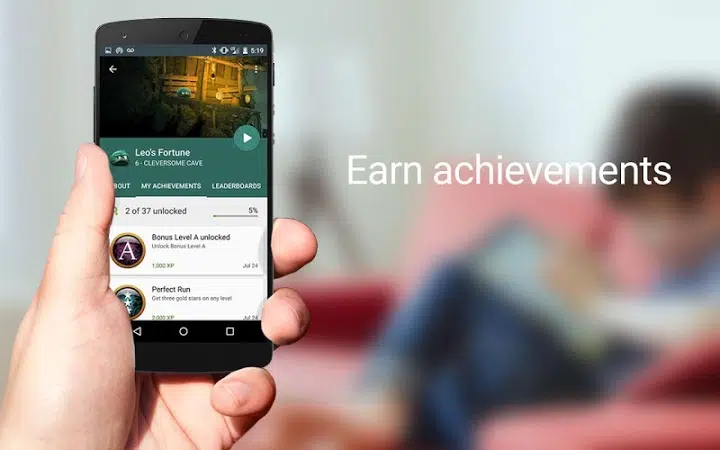 5:19
Leo's Fortune
6 - CLEVERSOME CAVE
BOUT MY ACHIEVEMENTS LEADERBOARDS
2 of 37 unlocked 5%
Bonus Level A unlocked
Unlock Bonus Level A
A
1,000 XP Jul 24
Perfect Run
Get three gold stars on any level
2,000 XP Jul 24
Earn achievements